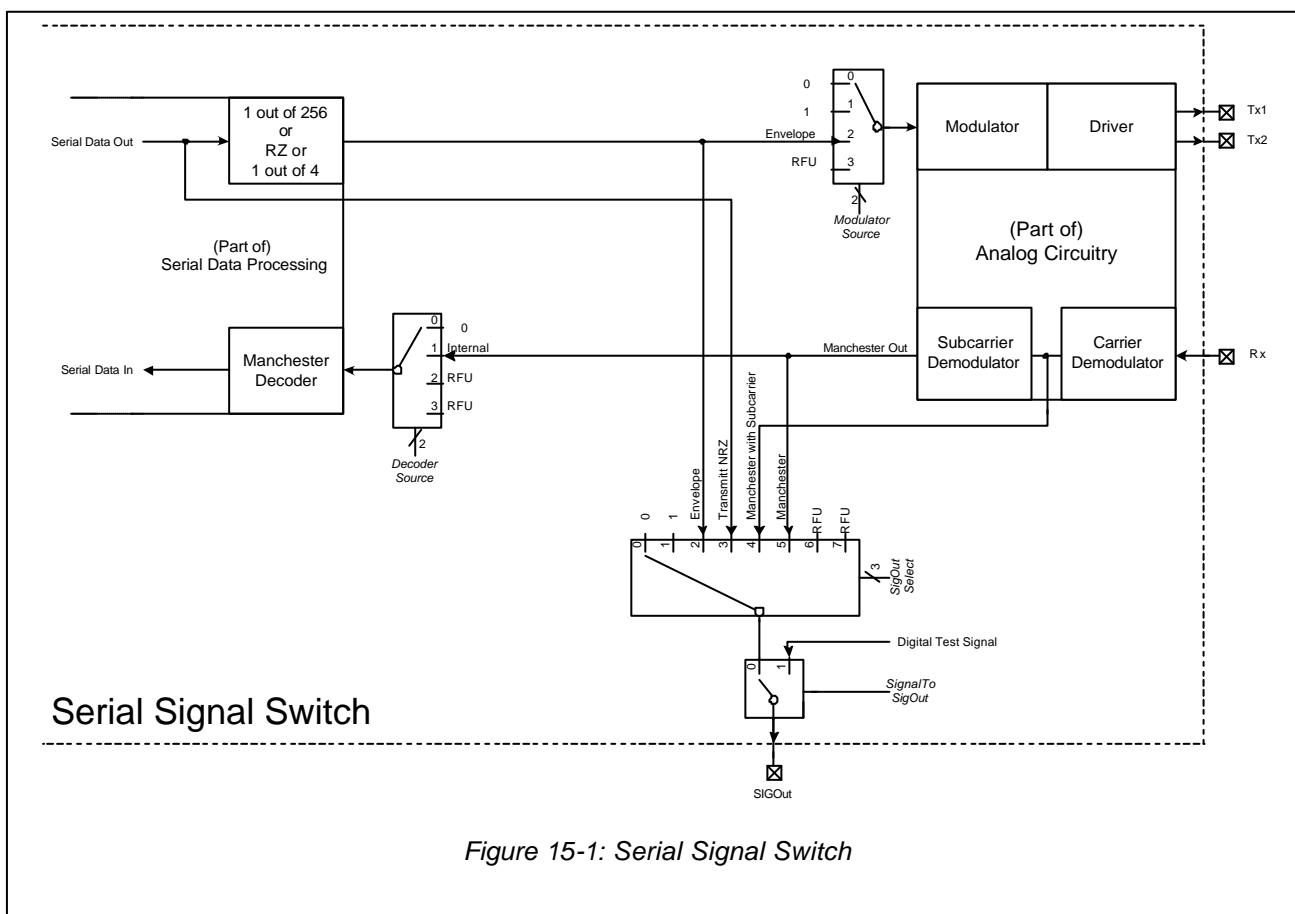 0
0
1
1
Envelope
2
RFU
3
2
Modulator
Source
Modulator
Driver
Tx1
Tx2
Serial Data Out
1 out of 256
or
RZ or
1 out of 4
(Part of)
Serial Data Processing
(Part of)
Analog Circuitry
Serial Data In
Manchester
Decoder
0
0
1
Internal
2
RFU
3
RFU
2
Decoder
Source
Manchester Out
Subcarrier
Demodulator
Carrier
Demodulator
Rx
0
1
Envelope
Transmitt NRZ
Manchester with Subcarrier
Manchester
RFU
RFU
0
1
2
3
4
5
6
7
3
SigOut
Select
Digital Test Signal
0
1
SignalTo
SigOut
Serial Signal Switch
SIGOut
Figure 15-1: Serial Signal Switch